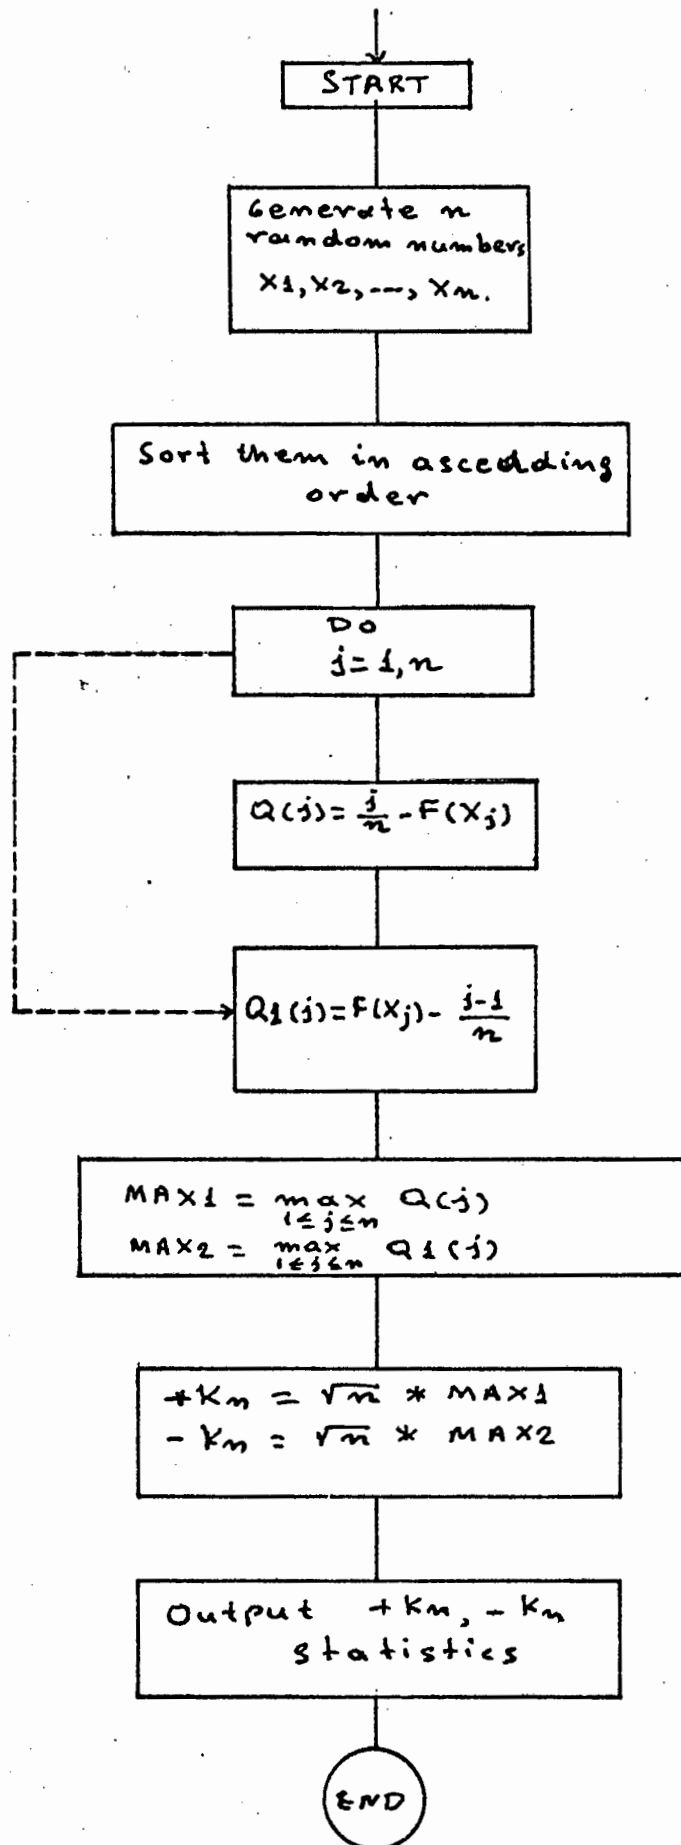 START
Generate n
random numbers
X1, X2, ---, Xn.
Sort them in ascedding
order
DO
j = 1, n
Q(j) = j/n - F(Xj)
Q1(j) = F(Xj) - (j-1)/n
MAX1 = max Q(j)
1≤j≤n
MAX2 = max Q1(j)
1≤j≤n
+Kn = √n * MAX1
- Kn = √n * MAX2
Output +Kn, -Kn
statistics
END